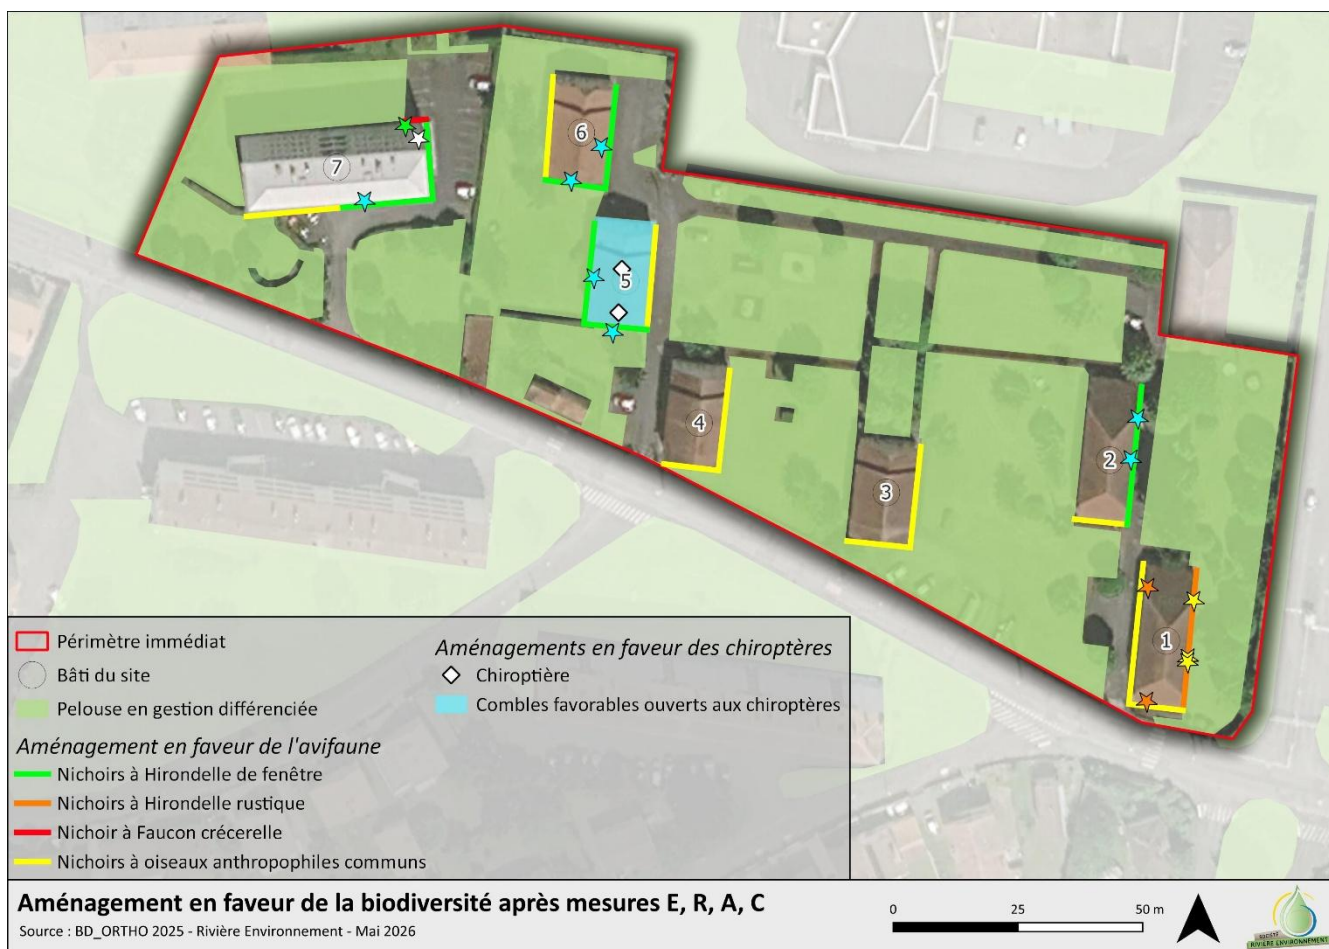 6
7
5
4
2
3
1
Périmètre immédiat
Bâti du site
Pelouse en gestion différenciée
Aménagement en faveur de l'avifaune
Nichoirs à Hirondelle de fenêtre
Nichoirs à Hirondelle rustique
Nichoir à Faucon crécerelle
Nichoirs à oiseaux anthropophiles communs
Aménagements en faveur des chiroptères
Chiroptière
Combles favorables ouverts aux chiroptères
Aménagement en faveur de la biodiversité après mesures E, R, A, C
Source : BD_ORTHO 2025 - Rivière Environnement - Mai 2026
0 25 50 m
SOCIÉTÉ
RIVIÈRE ENVIRONNEMENT